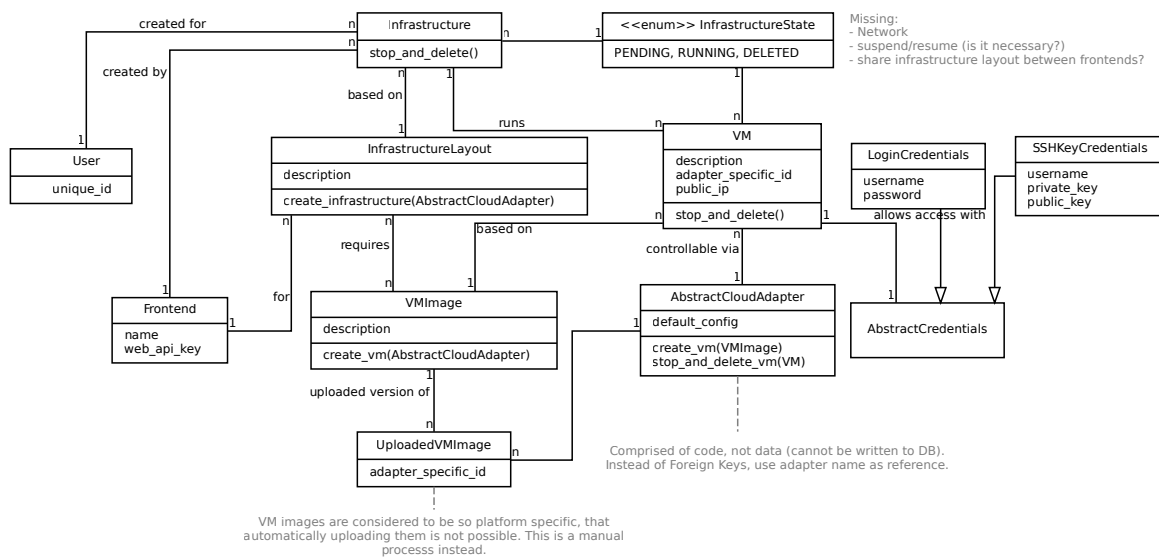 created for
n
Infrastructure
stop_and_delete()
n
n
1
<<enum>> InfrastructureState
PENDING, RUNNING, DELETED
Missing:
- Network
- suspend/resume (is it necessary?)
- share infrastructure layout between frontends?
created by
n
1
1
based on
1
runs
n
n
VM
description
adapter_specific_id
public_ip
stop_and_delete()
1
User
unique_id
InfrastructureLayout
description
create_infrastructure(AbstractCloudAdapter)
LoginCredentials
username
password
SSHKeyCredentials
username
private_key
public_key
allows access with
n
n
n
1
based on
n
requires
controllable via
1
for
n
1
1
1
Frontend
name
web_api_key
1
VMImage
description
create_vm(AbstractCloudAdapter)
AbstractCloudAdapter
default_config
create_vm(VMImage)
stop_and_delete_vm(VM)
1
AbstractCredentials
1
uploaded version of
n
UploadedVMImage
adapter_specific_id
n
Comprised of code, not data (cannot be written to DB).
Instead of Foreign Keys, use adapter name as reference.
VM images are considered to be so platform specific, that
automatically uploading them is not possible. This is a manual
processs instead.